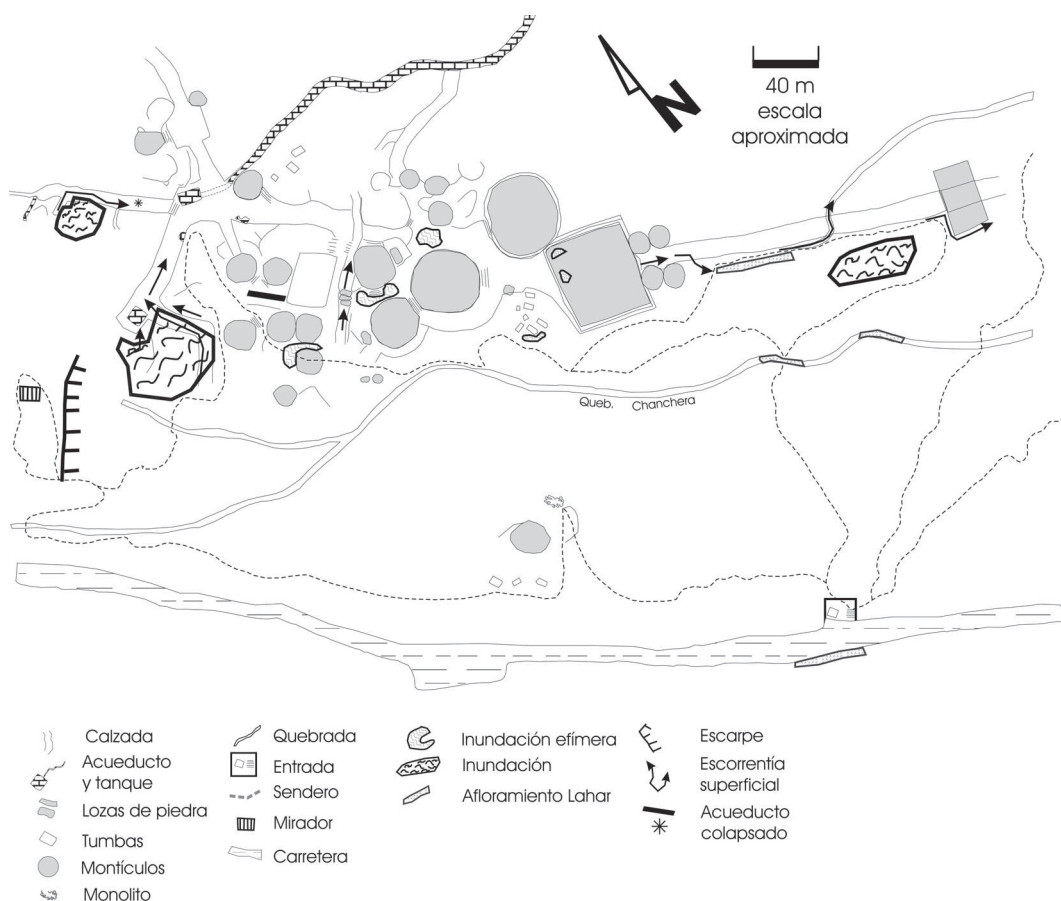 N
40 m
escala
aproximada
Queb. Chanchera
Calzada
Acueducto
y tanque
Lozas de piedra
Tumbas
Montículos
Monolito
Quebrada
Entrada
Sendero
Mirador
Carretera
Inundación efímera
Inundación
Afloramiento Lahar
Escarpe
Escorrentía
superficial
Acueducto
colapsado